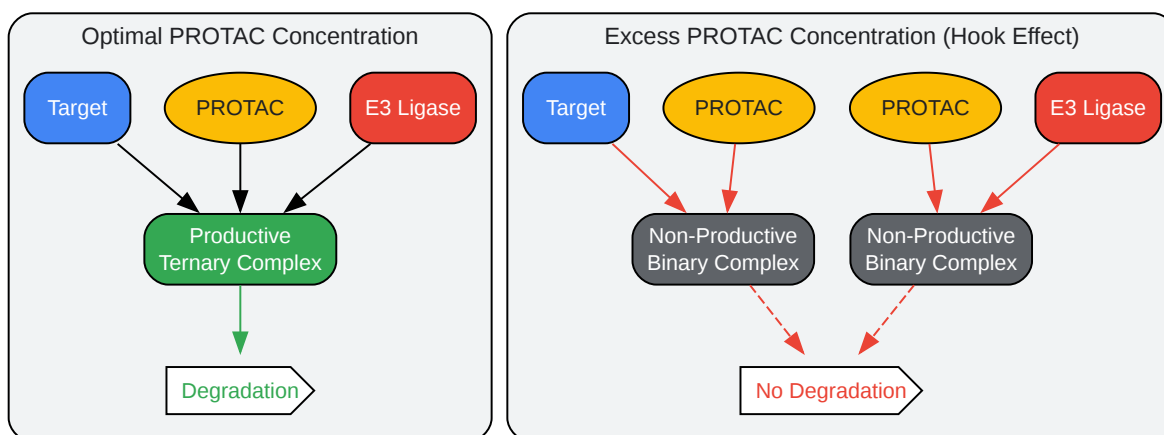 Optimal PROTAC Concentration
Target
PROTAC
E3 Ligase
Productive
Ternary Complex
Degradation
Excess PROTAC Concentration (Hook Effect)
Target
PROTAC
PROTAC
E3 Ligase
Non-Productive
Binary Complex
Non-Productive
Binary Complex
No Degradation